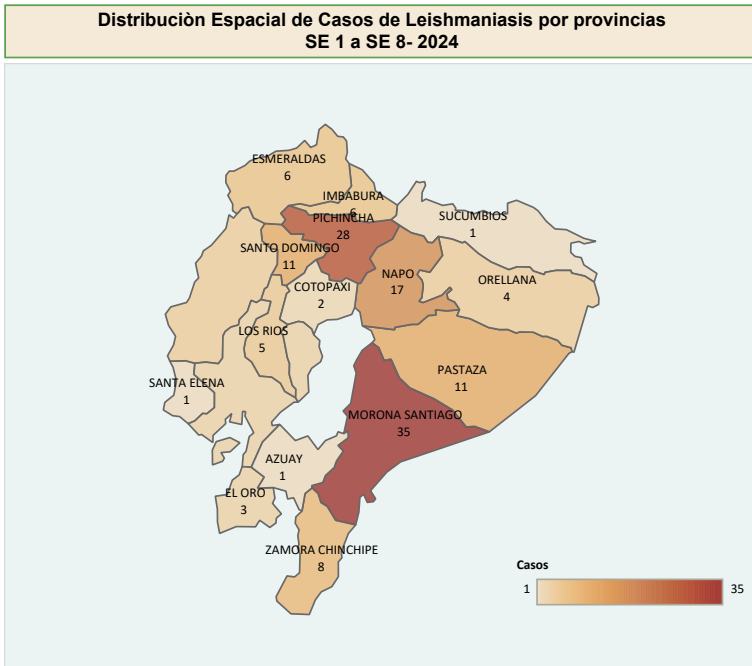 Distribuciòn Espacial de Casos de Leishmaniasis por provincias
SE 1 a SE 8- 2024
ESMERALDAS
6
IMBABURA
6
PICHINCHA
28
SUCUMBIOS
1
SANTO DOMINGO
11
NAPO
17
ORELLANA
4
COTOPAXI
2
LOS RIOS
5
PASTAZA
11
SANTA ELENA
1
MORONA SANTIAGO
35
AZUAY
1
EL ORO
3
ZAMORA CHINCHIPE
8
Casos
1
35